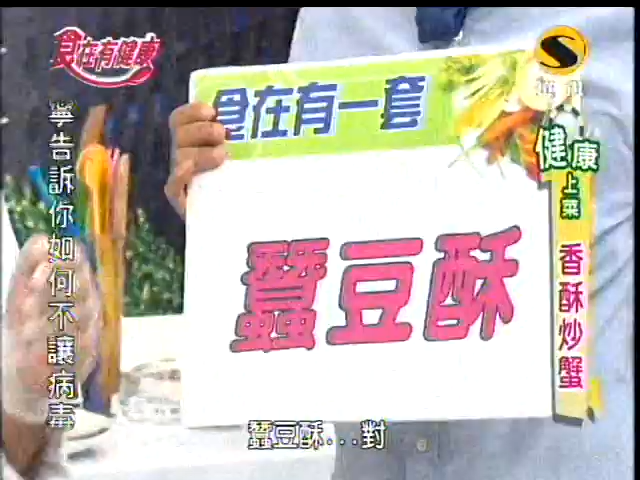 食在有健康
食在有一套
健康
上菜
香酥炒蟹
寧告訴你如何不讓病毒
蠶豆酥
蠶豆酥...對